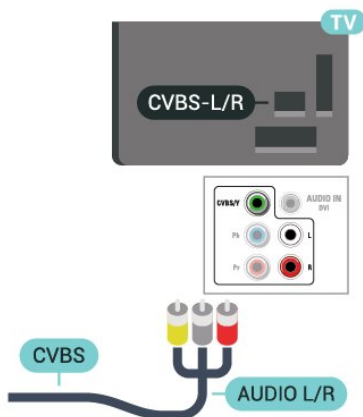 TV
CVBS-L/R
CVBS/Y
AUDIO IN
DVI
Pb
L
Pr
R
CVBS
AUDIO L/R